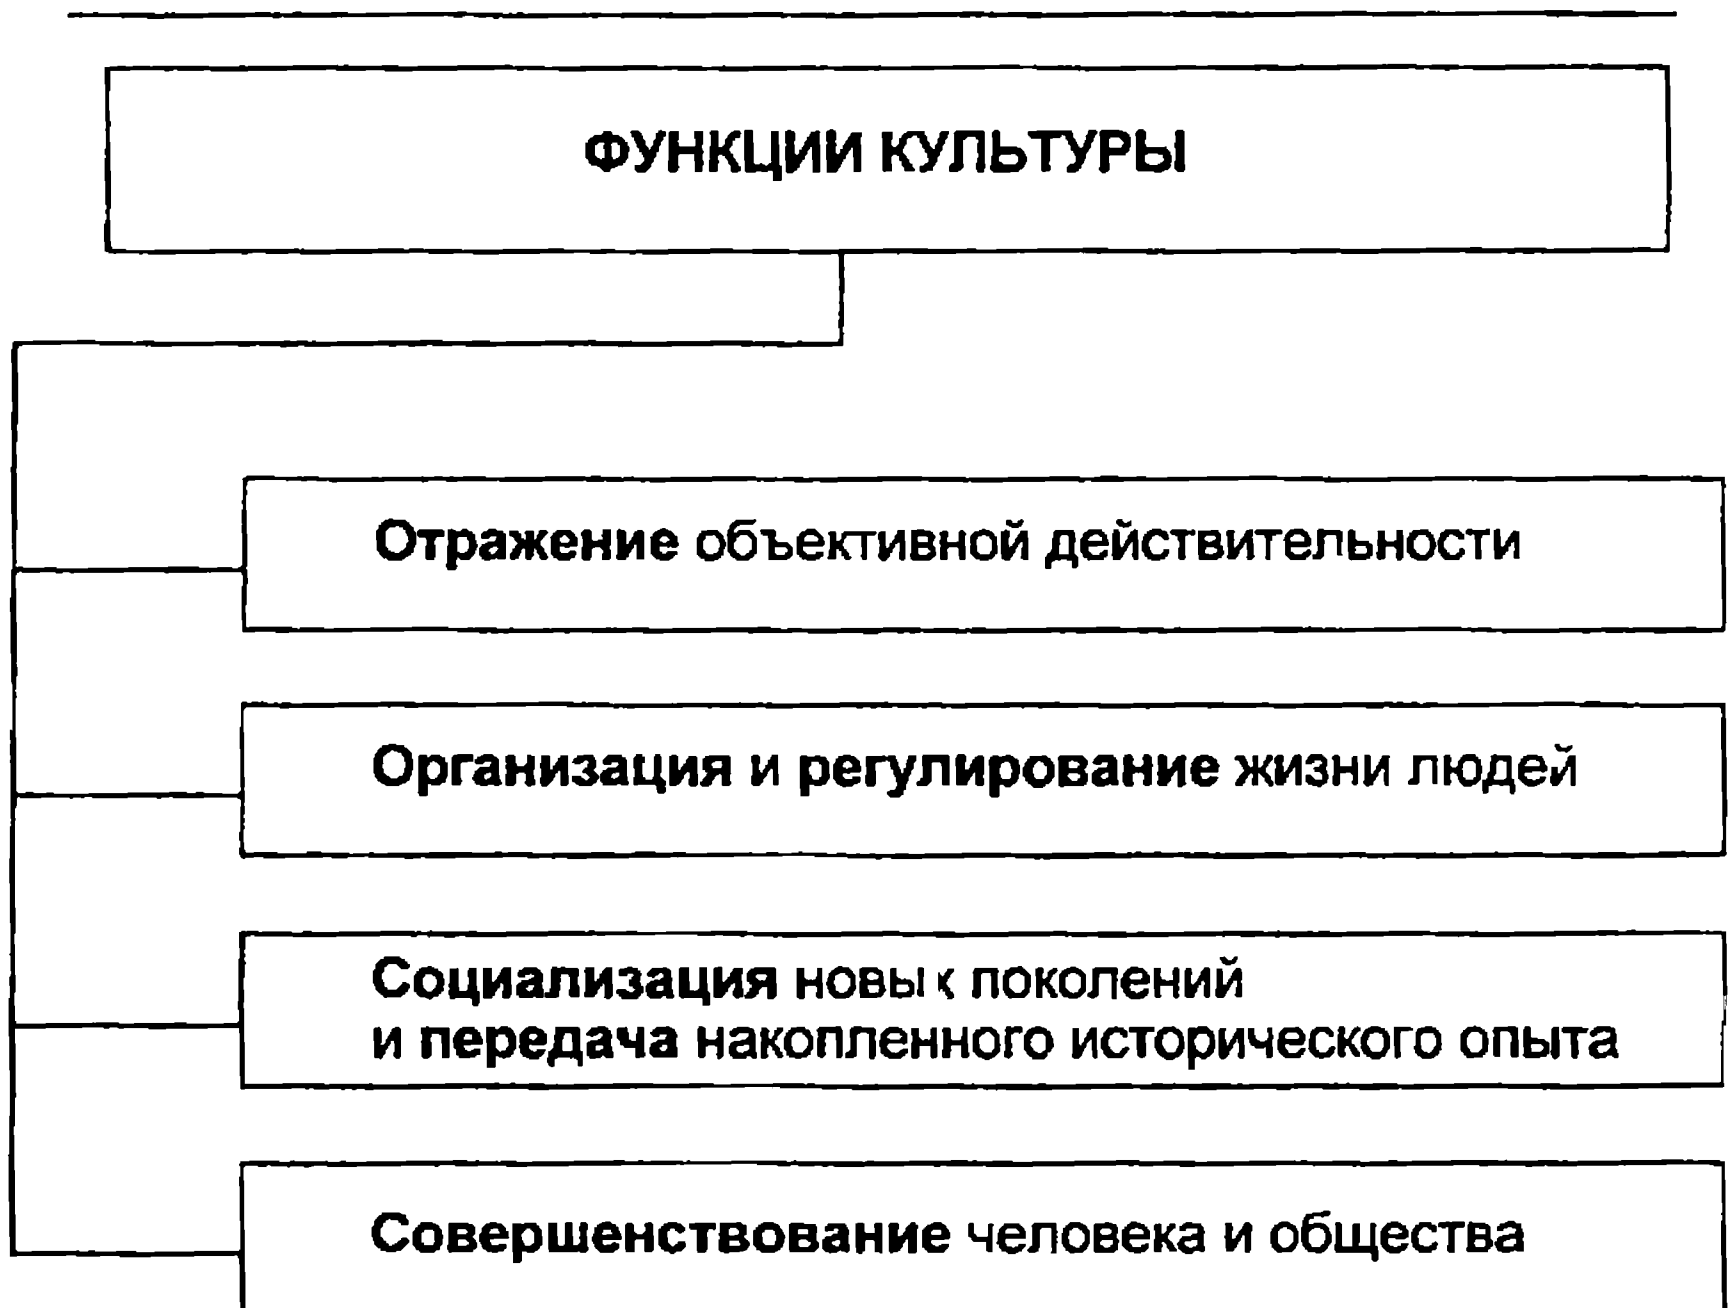 ФУНКЦИИ КУЛЬТУРЫ
Отражение объективной действительности
Организация и регулирование жизни людей
Социализация новых поколений
и передача накопленного исторического опыта
Совершенствование человека и общества